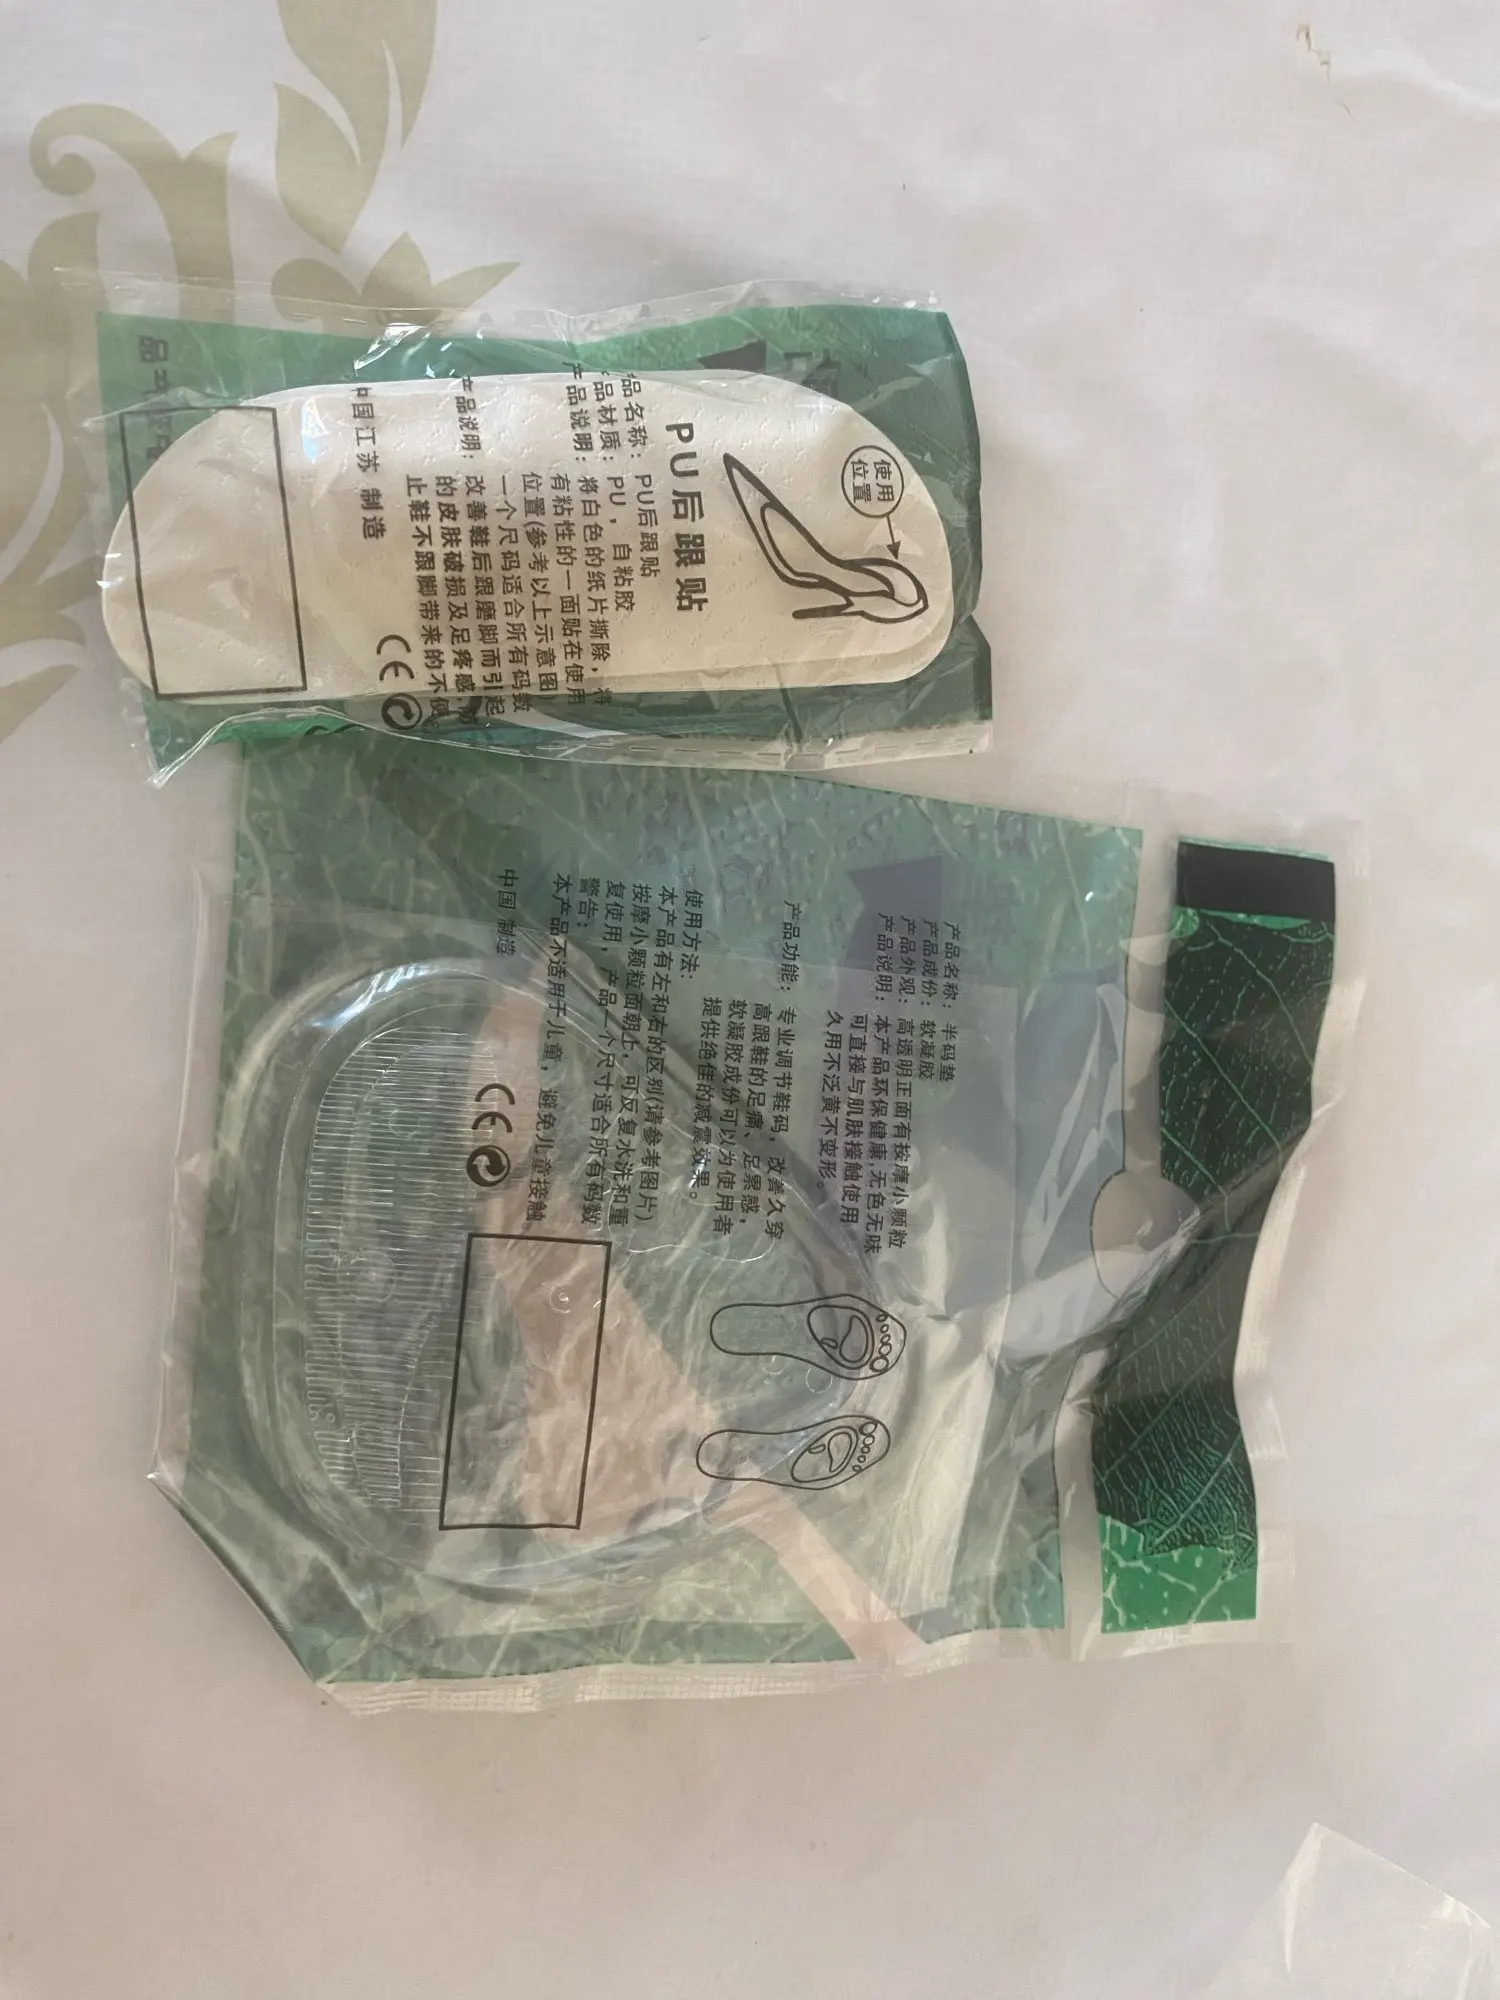 使用
位置
PU后跟贴
品名称：PU后跟贴
品材质：PU，自粘胶
产品说明：将白色的纸片撕除，将
有粘性的一面贴在使用
位置(参考以上示意图)
一个尺码适合所有码数
产品说明：改善鞋后跟磨脚而引起
的皮肤破损及足疼感,防
止鞋不跟脚带来的不便。
中国江苏 制造
CE
产品名称：半码垫
产品成份：软凝胶
产品外观：高透明正面有按摩小颗粒
产品说明：本产品环保健康,无色无味
可直接与肌肤接触使用
久用不泛黄不变形。
产品功能：专业调节鞋码，改善久穿
高跟鞋的足痛、足累感，
软凝胶成份可以为使用者
提供绝佳的减震效果。
使用方法：
本产品有左和右的区别(请参考图片)
按摩小颗粒面朝上，可反复水洗和重
复使用，产品一个尺寸适合所有码数
警告：
本产品不适用于儿童，避免儿童接触
中国 制造
CE